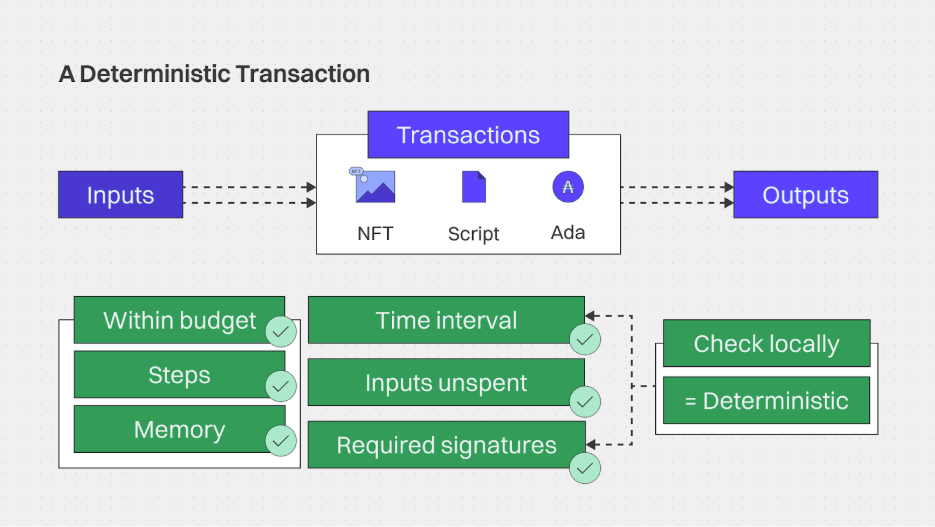 A Deterministic Transaction
Transactions
Inputs
NFT
NFT
Script
Ada
Outputs
Within budget
Steps
Memory
Time interval
Inputs unspent
Required signatures
Check locally
= Deterministic